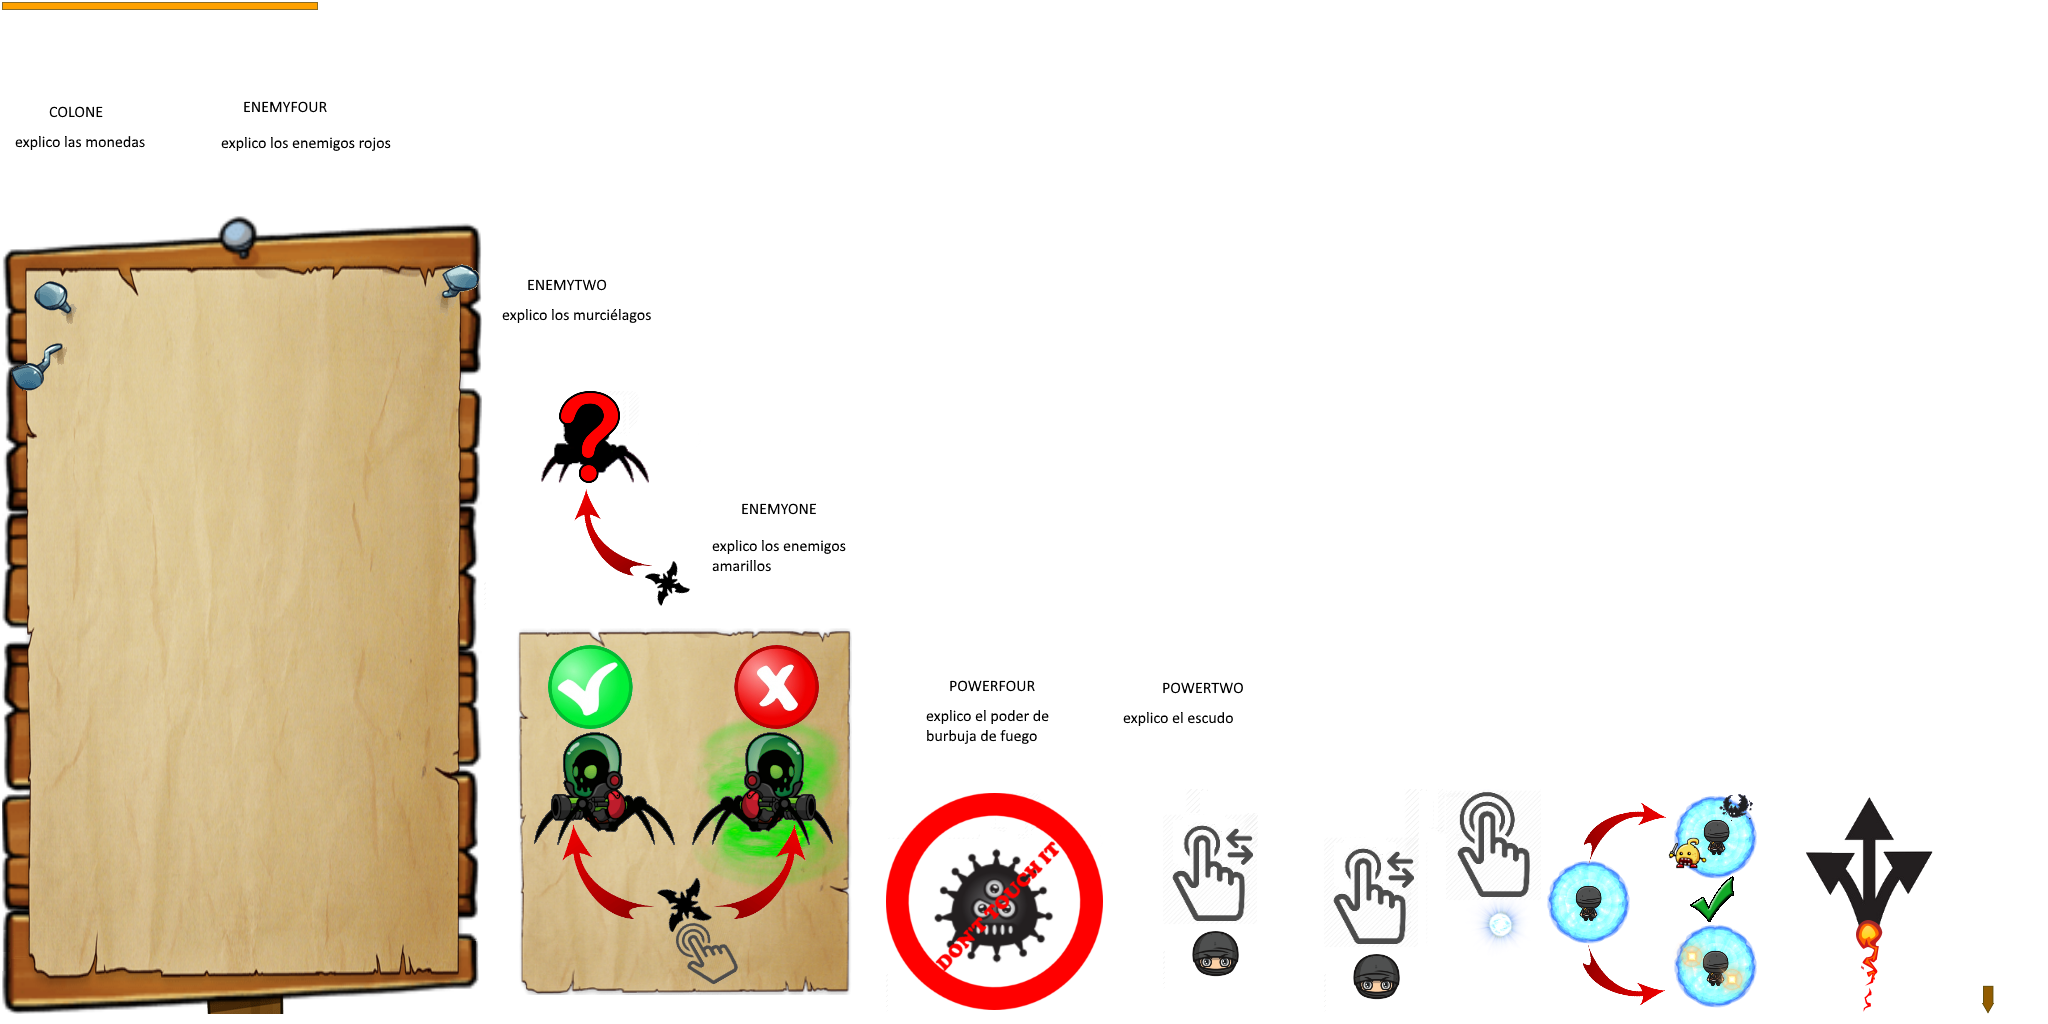 COLONE
explico las monedas
ENEMYFOUR
explico los enemigos rojos
ENEMYTWO
explico los murciélagos
?
ENEMYONE
explico los enemigos
amarillos
POWERFOUR
explico el poder de
burbuja de fuego
POWERTWO
explico el escudo
DON'T TOUCH IT